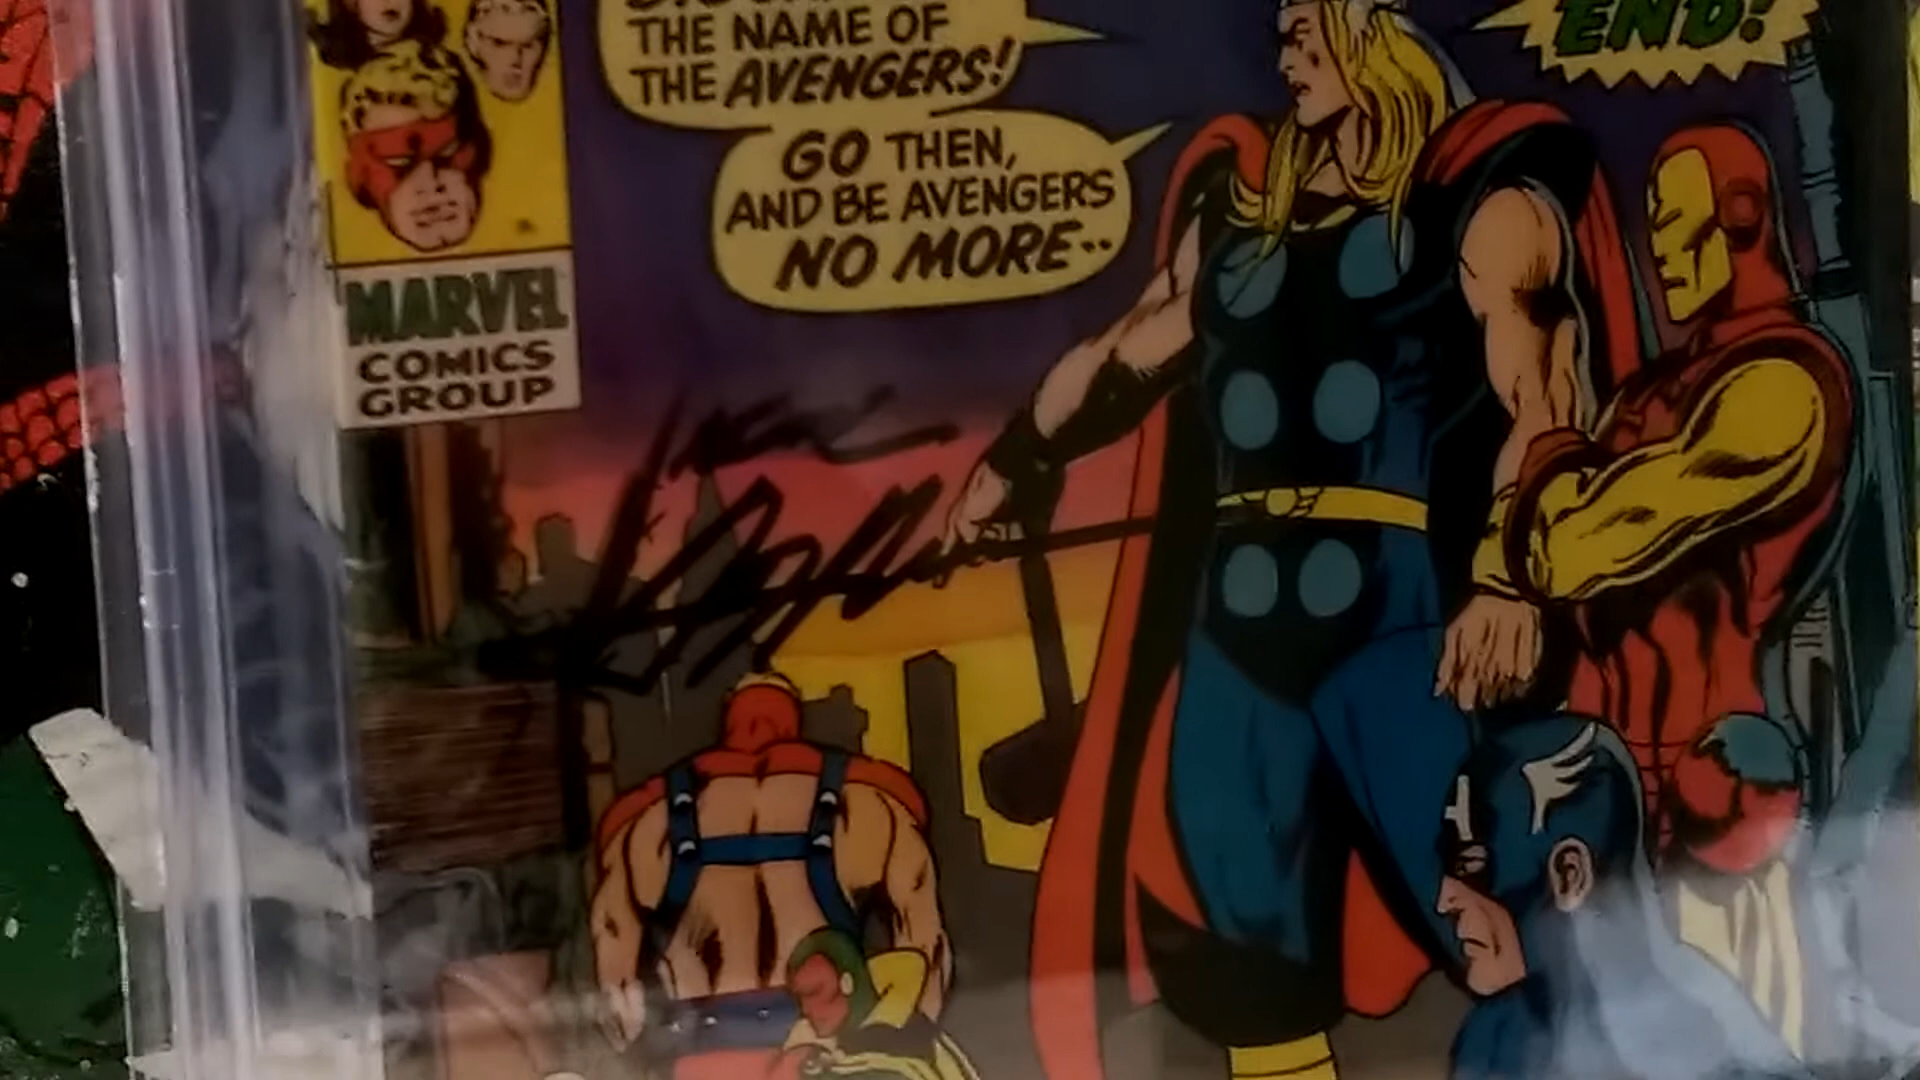 THE NAME OF
THE AVENGERS!
GO THEN,
AND BE AVENGERS
NO MORE--
END!
MARVEL
COMICS
GROUP